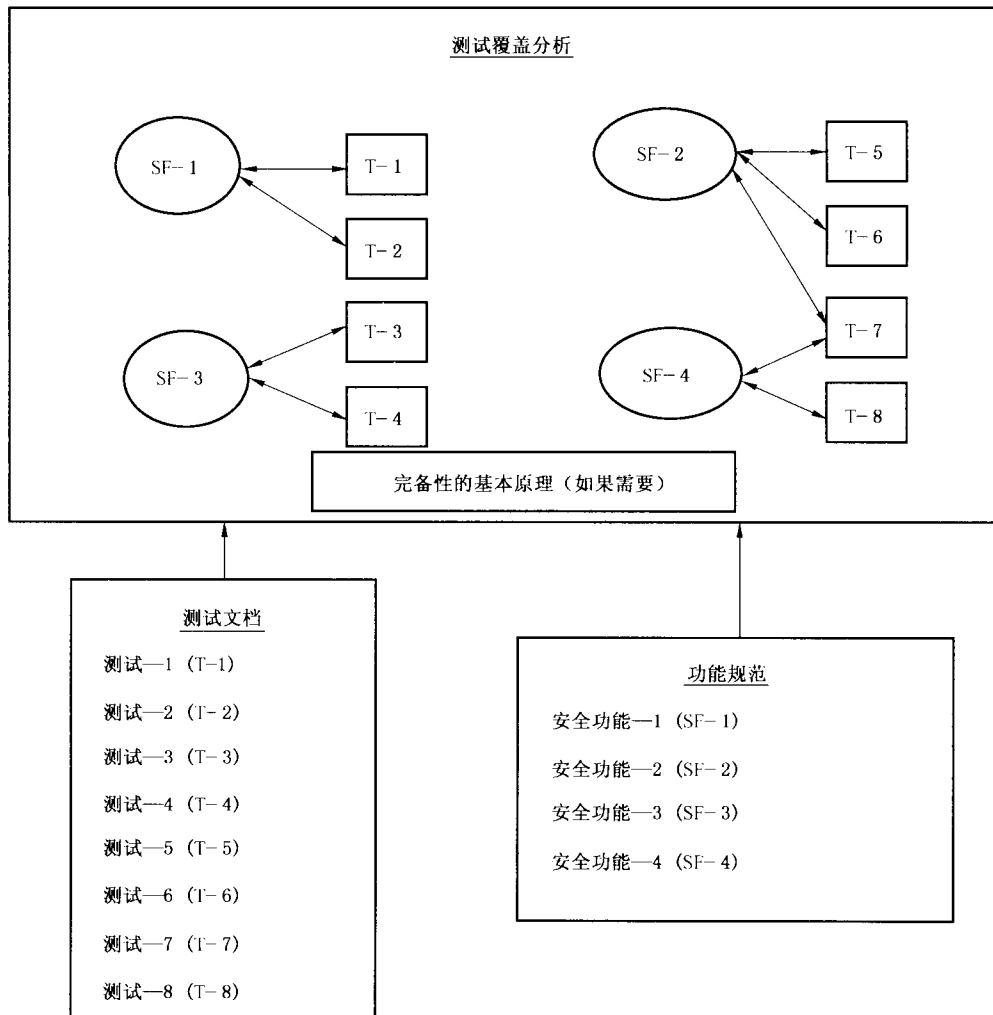 测试覆盖分析
SF-1
T-1
T-2
SF-3
T-3
T-4
SF-2
T-5
T-6
T-7
SF-4
T-8
完备性的基本原理（如果需要）
测试文档
测试—1 (T-1)
测试—2 (T-2)
测试—3 (T-3)
测试—4 (T-4)
测试—5 (T-5)
测试—6 (T-6)
测试—7 (T-7)
测试—8 (T-8)
功能规范
安全功能—1 (SF-1)
安全功能—2 (SF-2)
安全功能—3 (SF-3)
安全功能—4 (SF-4)